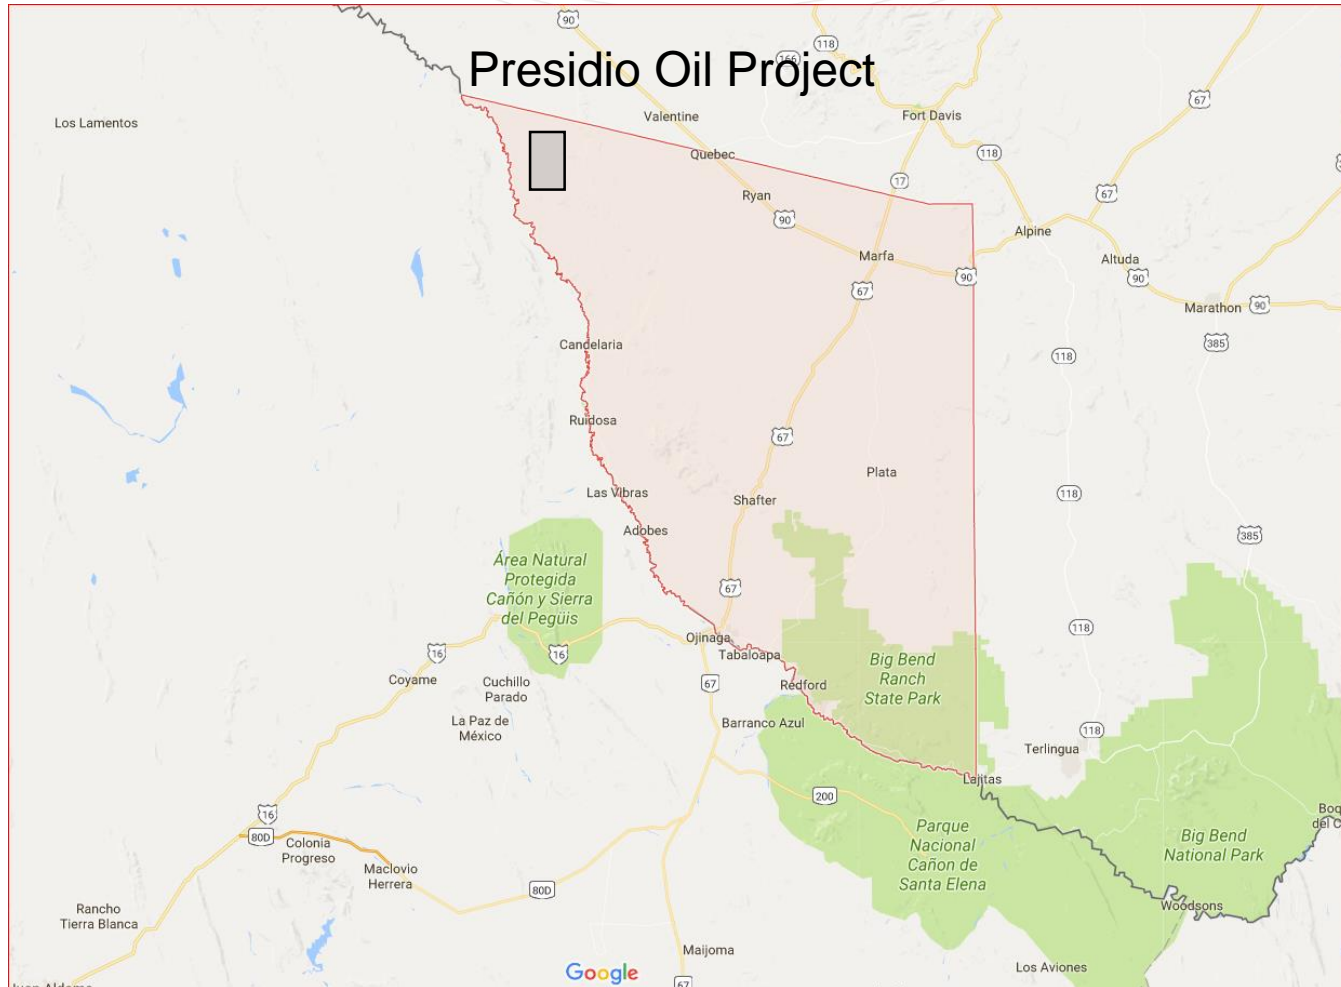 90
Presidio Oil Project
118
166
67
Los Lamentos
Valentine
Fort Davis
Quebec
118
17
67
Ryan
90
Alpine
Marfa
Altuda
90
90
67
Marathon
90
Candelaria
385
118
Ruidosa
67
Plata
Las Vibras
Shafter
118
Adobes
385
Área Natural
Protegida
Cañón y Sierra
del Pegüis
67
118
Ojinaga
16
16
Tabaloapa
Big Bend
Ranch
State Park
Coyame
Cuchillo
Parado
67
Redford
La Paz de
México
Barranco Azul
118
Terlingua
Lajitas
200
16
80D
Colonia
Progreso
Parque
Nacional
Cañon de
Santa Elena
Big Bend
National Park
Maclovio
Herrera
80D
Rancho
Tierra Blanca
Woodsons
Maijoma
Los Aviones
Google
67